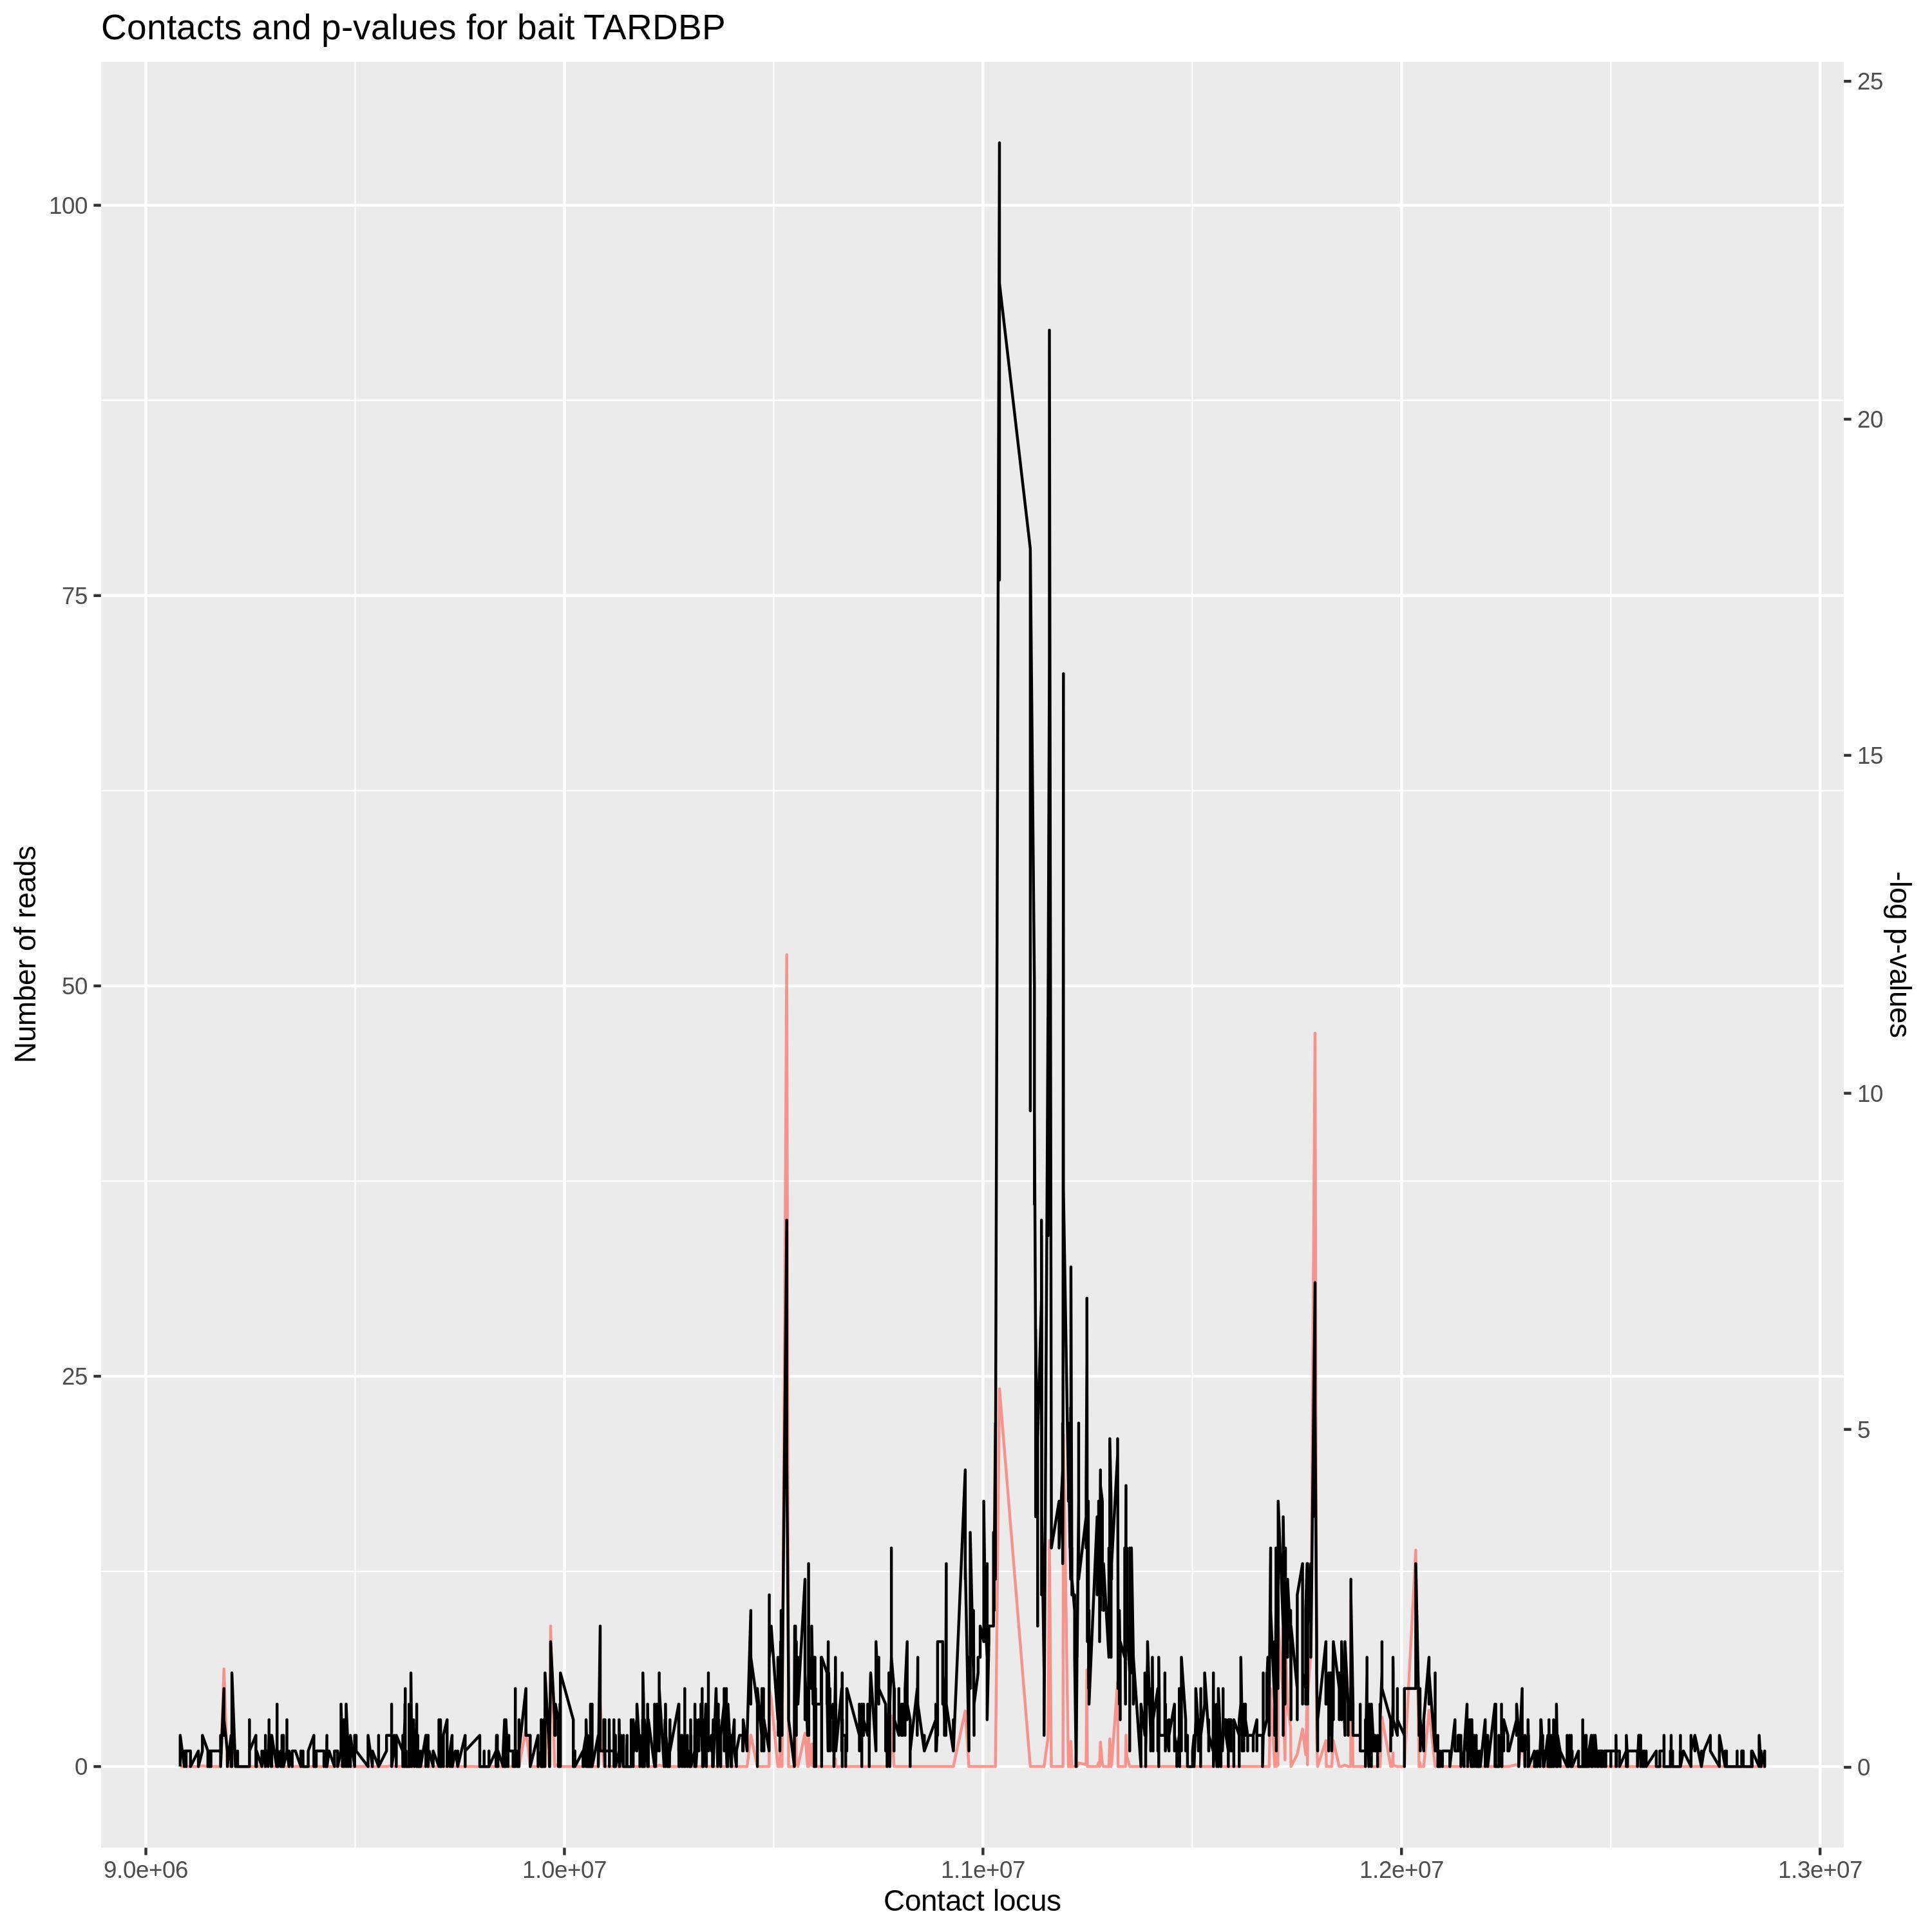 Contacts and p-values for bait TARDBP
Number of reads
100
75
50
25
0
25
20
15
10
5
0
-log p-values
9.0e+06 1.0e+07 1.1e+07 1.2e+07 1.3e+07
Contact locus